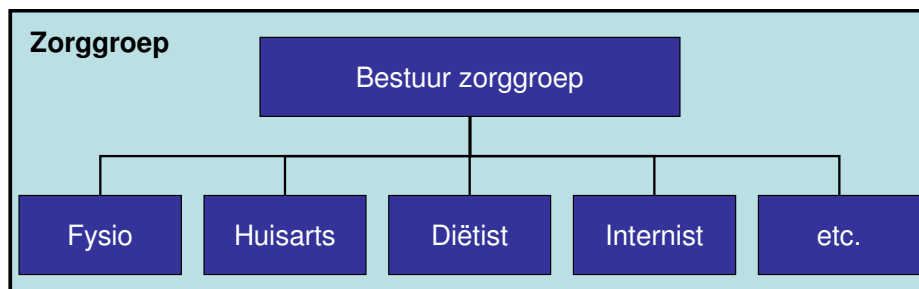 Zorggroep
Bestuur zorggroep
Fysio
Huisarts
Diëtist
Internist
etc.